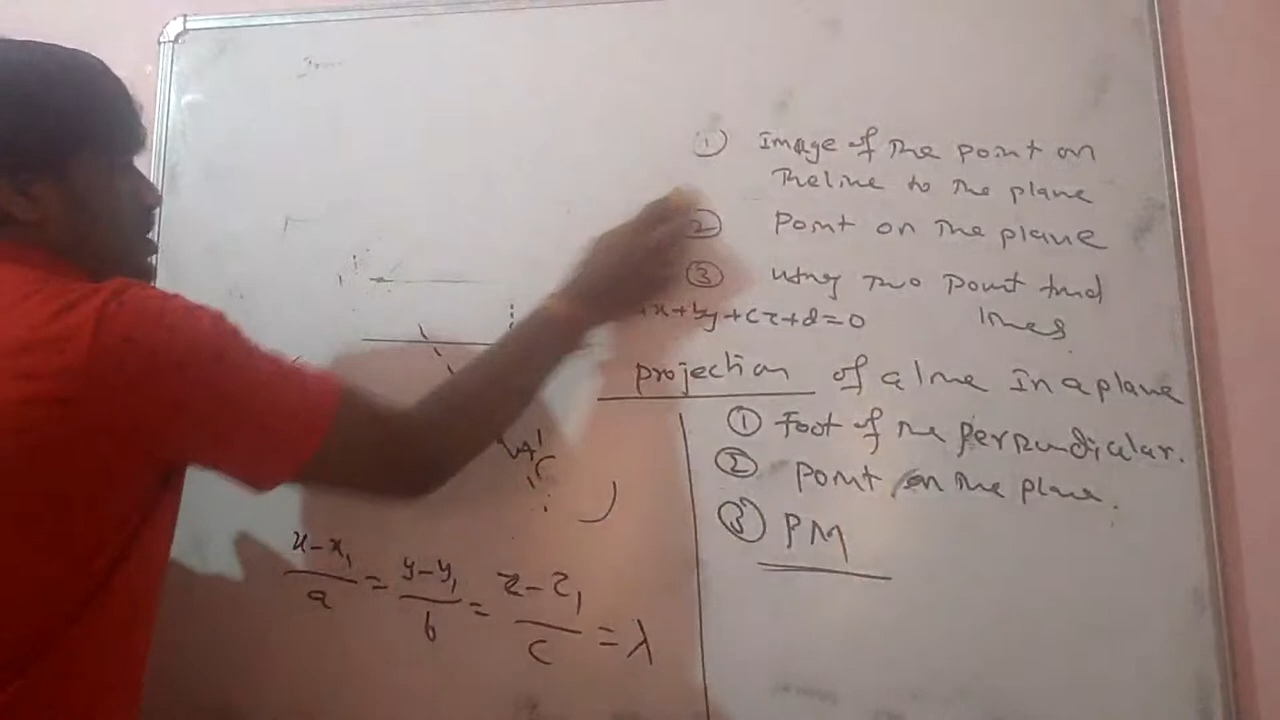 ① Image of the point on
the line to the plane
② Point on the plane
③ using two point find
lines
x+by+cz+d=0
projection of a line In a plane
① Foot of the perpendicular.
② point on the plane.
③ PM
A'
x-x₁/a = y-y₁/b = z-z₁/c = λ